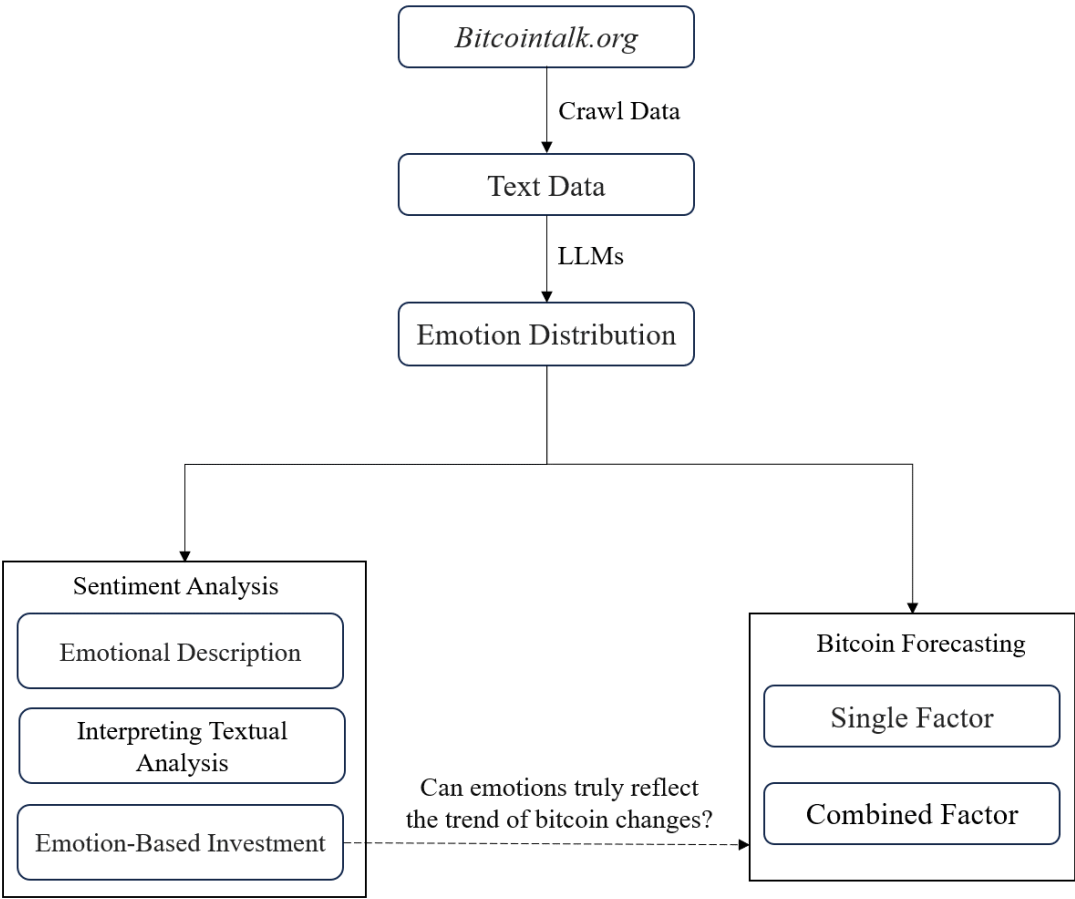 Bitcointalk.org
Crawl Data
Text Data
LLMs
Emotion Distribution
Sentiment Analysis
Emotional Description
Interpreting Textual
Analysis
Emotion-Based Investment
Can emotions truly reflect
the trend of bitcoin changes?
Bitcoin Forecasting
Single Factor
Combined Factor